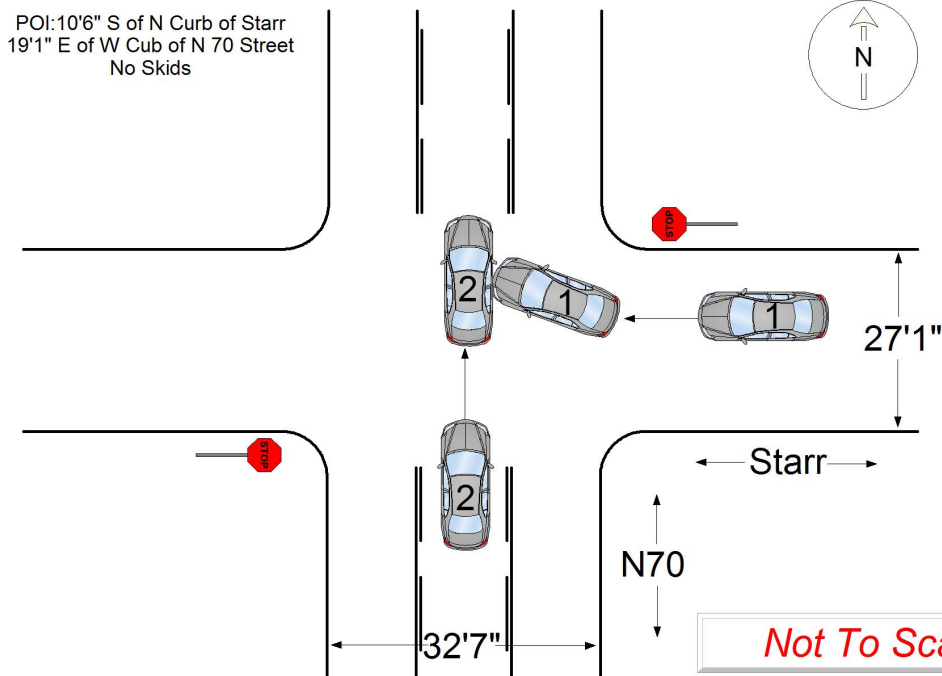 POI:10'6" S of N Curb of Starr
19'1" E of W Cub of N 70 Street
No Skids
N
STOP
2
1
1
27'1"
STOP
2
Starr
N70
32'7"
Not To Sca